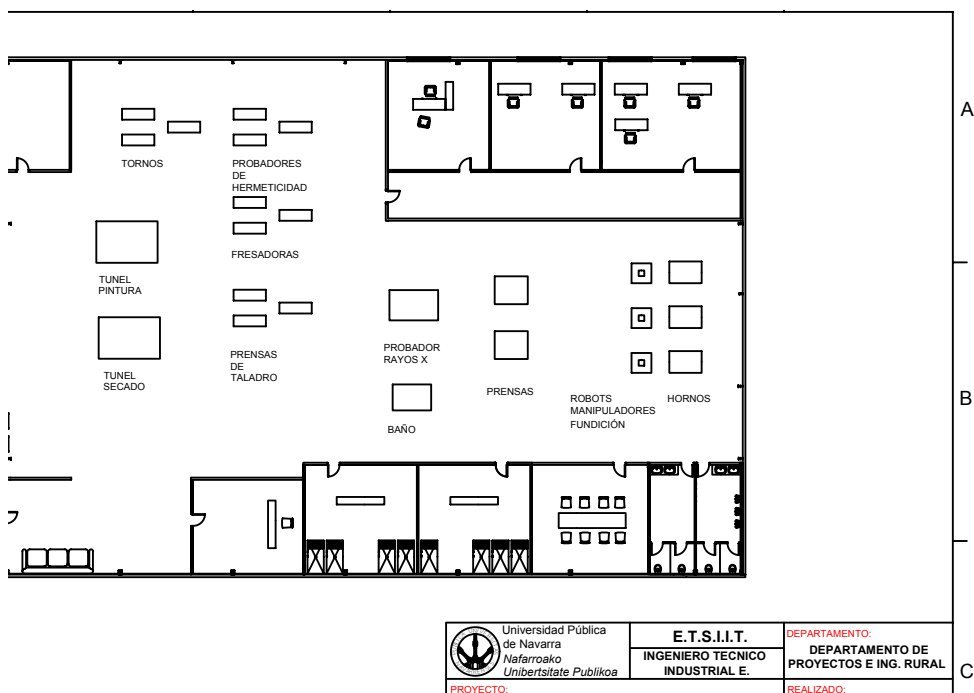 A
TORNOS
PROBADORES
DE
HERMETICIDAD
FRESADORAS
TUNEL
PINTURA
PROBADOR
RAYOS X
PRENSAS
DE
TALADRO
TUNEL
SECADO
PRENSAS
ROBOTS
MANIPULADORES
FUNDICIÓN
HORNOS
B
BAÑO
Universidad Pública
de Navarra
Nafarroako
Unibertsitate Publikoa
E.T.S.I.I.T.
INGENIERO TECNICO
INDUSTRIAL E.
DEPARTAMENTO:
DEPARTAMENTO DE
PROYECTOS E ING. RURAL
C
PROYECTO:
REALIZADO: